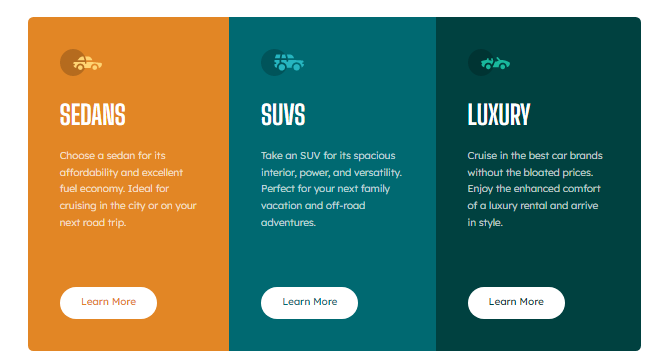 SEDANS
Choose a sedan for its
affordability and excellent
fuel economy. Ideal for
cruising in the city or on your
next road trip.
Learn More
SUVS
Take an SUV for its spacious
interior, power, and versatility.
Perfect for your next family
vacation and off-road
adventures.
Learn More
LUXURY
Cruise in the best car brands
without the bloated prices.
Enjoy the enhanced comfort
of a luxury rental and arrive
in style.
Learn More